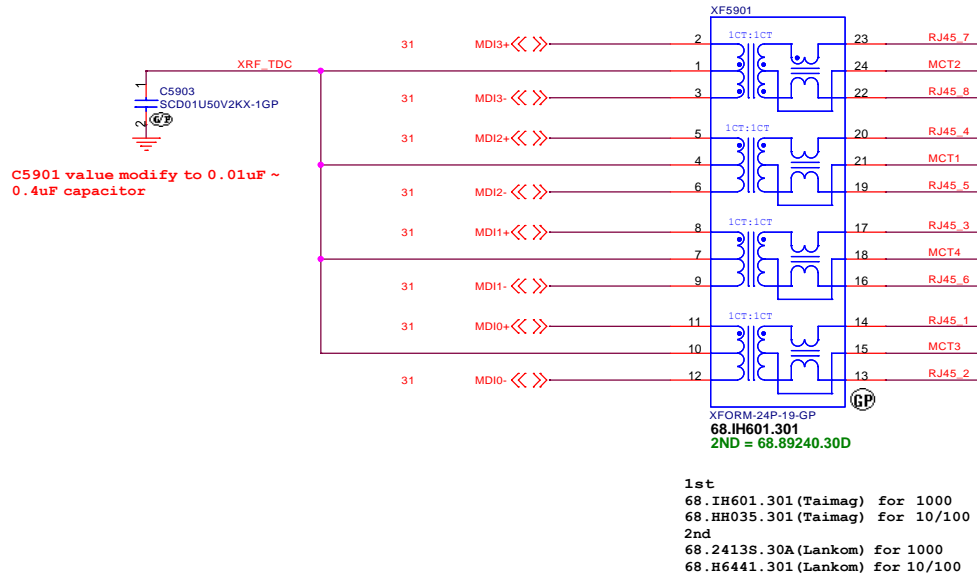 XF5901
31 MDI3+ 2 1CT:1CT 23 RJ45_7
XRF_TDC 1 24 MCT2
1 C5903
SCD01U50V2KX-1GP
2 G/P
31 MDI3- 3 22 RJ45_8
31 MDI2+ 5 1CT:1CT 20 RJ45_4
4 21 MCT1
C5901 value modify to 0.01uF ~
0.4uF capacitor
31 MDI2- 6 19 RJ45_5
31 MDI1+ 8 1CT:1CT 17 RJ45_3
7 18 MCT4
31 MDI1- 9 16 RJ45_6
31 MDI0+ 11 1CT:1CT 14 RJ45_1
10 15 MCT3
31 MDI0- 12 13 RJ45_2
GP
XFORM-24P-19-GP
68.IH601.301
2ND = 68.89240.30D
1st
68.IH601.301(Taimag) for 1000
68.HH035.301(Taimag) for 10/100
2nd
68.2413S.30A(Lankom) for 1000
68.H6441.301(Lankom) for 10/100